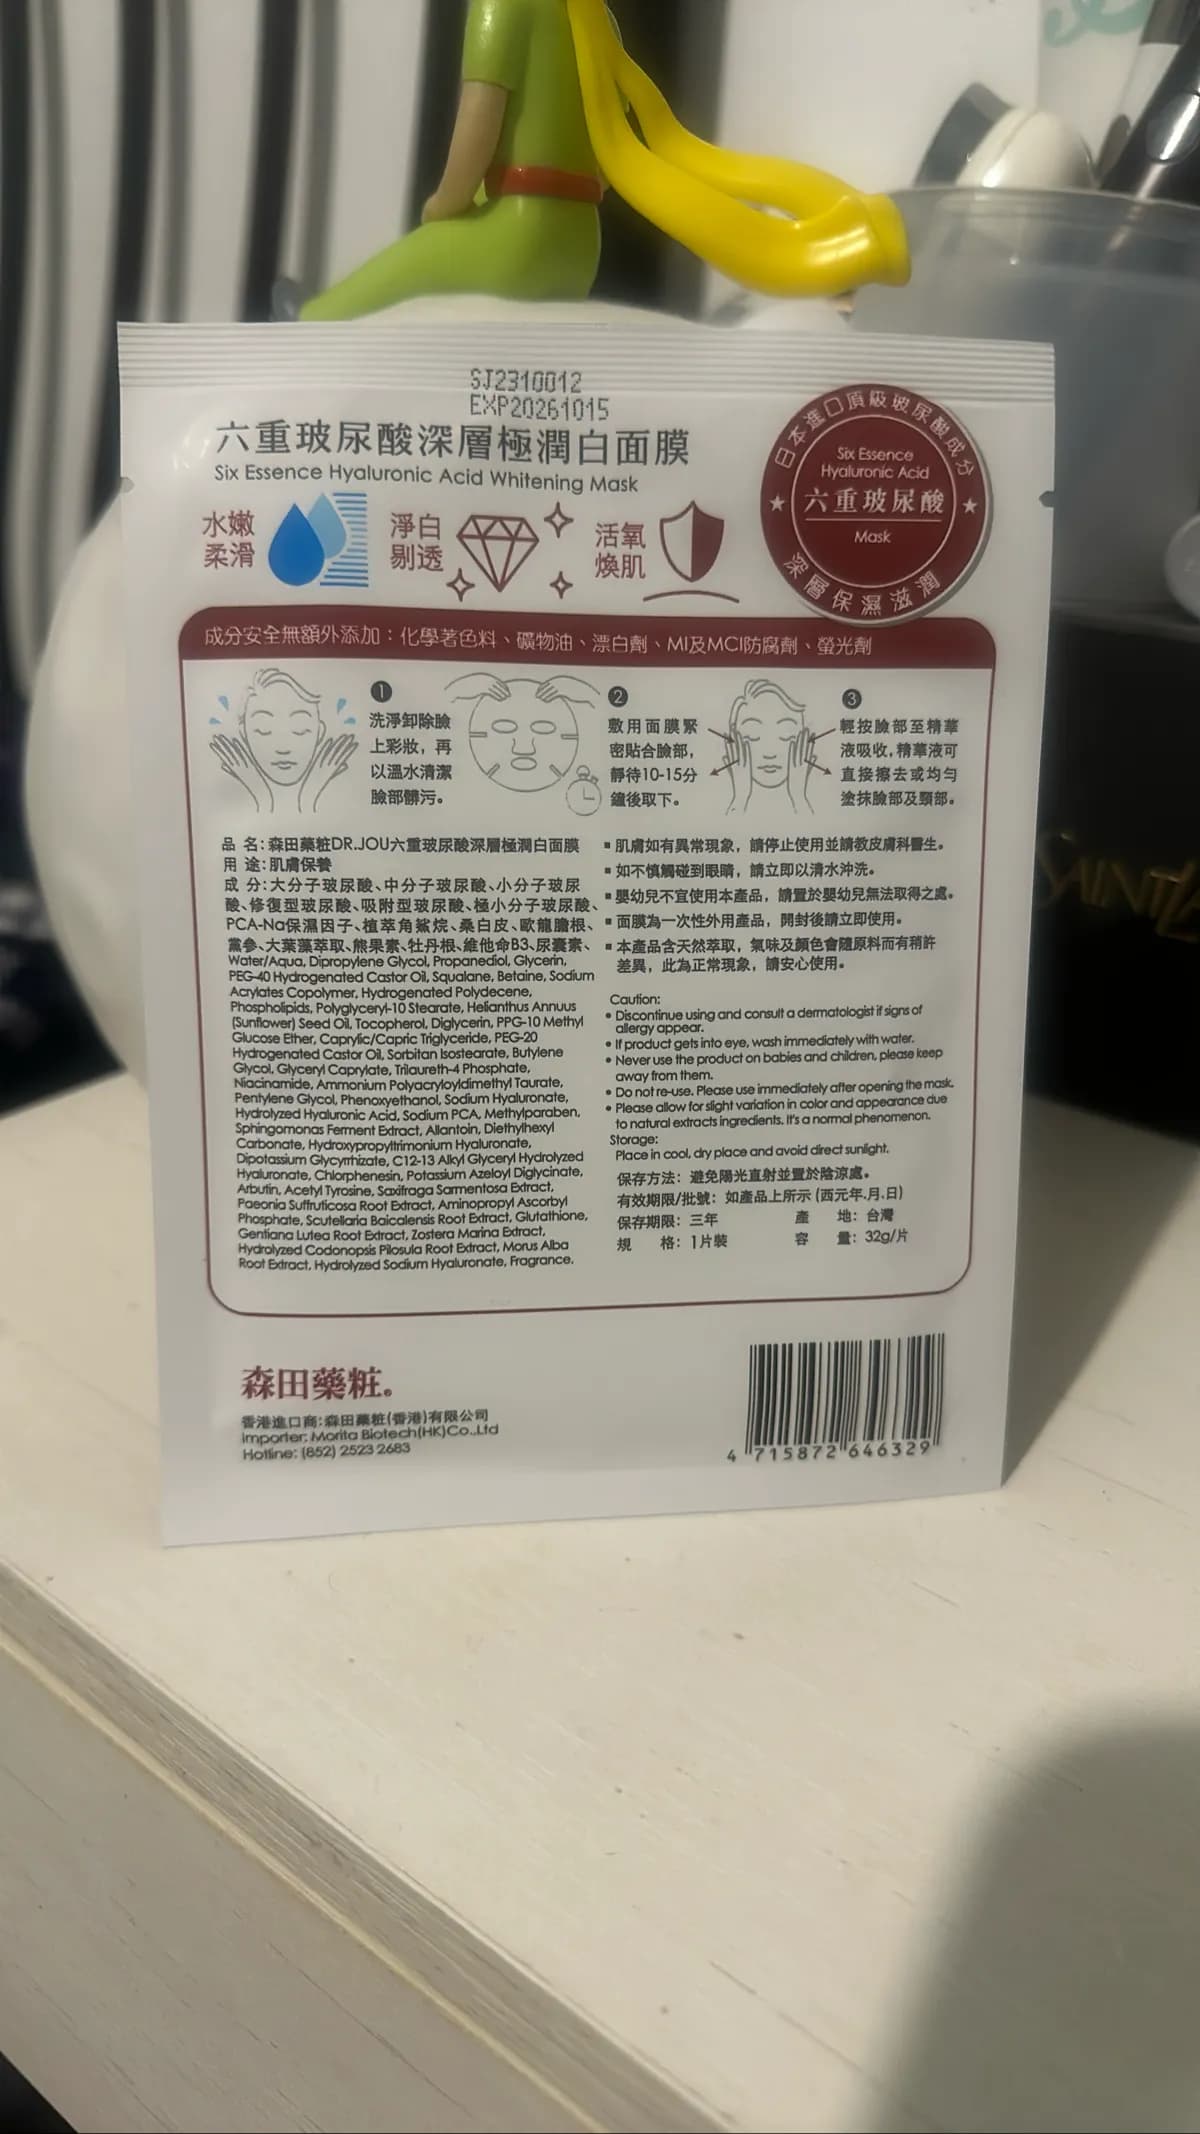 SJ2310012
EXP20261015
六重玻尿酸深層極潤白面膜
Six Essence Hyaluronic Acid Whitening Mask
日本進口頂級玻尿酸成分
Six Essence
Hyaluronic Acid
六重玻尿酸
Mask
深層保濕滋潤
水嫩
柔滑
淨白
剔透
活氧
煥肌
成分安全無額外添加：化學著色料、礦物油、漂白劑、MI及MCI防腐劑、螢光劑
1
洗淨卸除臉
上彩妝，再
以溫水清潔
臉部髒污。
2
敷用面膜緊
密貼合臉部，
靜待10-15分
鐘後取下。
3
輕按臉部至精華
液吸收，精華液可
直接擦去或均勻
塗抹臉部及頸部。
品 名：森田藥粧DR.JOU六重玻尿酸深層極潤白面膜
用 途：肌膚保養
成 分：大分子玻尿酸、中分子玻尿酸、小分子玻尿
酸、修復型玻尿酸、吸附型玻尿酸、極小分子玻尿酸、
PCA-Na保濕因子、植萃角鯊烷、桑白皮、歐龍膽根、
黨參、大葉藻萃取、熊果素、牡丹根、維他命B3、尿囊素、
Water/Aqua, Dipropylene Glycol, Propanediol, Glycerin,
PEG-40 Hydrogenated Castor Oil, Squalane, Betaine, Sodium
Acrylates Copolymer, Hydrogenated Polydecene,
Phospholipids, Polyglyceryl-10 Stearate, Helianthus Annuus
(Sunflower) Seed Oil, Tocopherol, Diglycerin, PPG-10 Methyl
Glucose Ether, Caprylic/Capric Triglyceride, PEG-20
Hydrogenated Castor Oil, Sorbitan Isostearate, Butylene
Glycol, Glyceryl Caprylate, Trilaureth-4 Phosphate,
Niacinamide, Ammonium Polyacryloyldimethyl Taurate,
Pentylene Glycol, Phenoxyethanol, Sodium Hyaluronate,
Hydrolyzed Hyaluronic Acid, Sodium PCA, Methylparaben,
Sphingomonas Ferment Extract, Allantoin, Diethylhexyl
Carbonate, Hydroxypropyltrimonium Hyaluronate,
Dipotassium Glycyrrhizate, C12-13 Alkyl Glyceryl Hydrolyzed
Hyaluronate, Chlorphenesin, Potassium Azeloyl Diglycinate,
Arbutin, Acetyl Tyrosine, Saxifraga Sarmentosa Extract,
Paeonia Suffruticosa Root Extract, Aminopropyl Ascorbyl
Phosphate, Scutellaria Baicalensis Root Extract, Glutathione,
Gentiana Lutea Root Extract, Zostera Marina Extract,
Hydrolyzed Codonopsis Pilosula Root Extract, Morus Alba
Root Extract, Hydrolyzed Sodium Hyaluronate, Fragrance.
▪ 肌膚如有異常現象，請停止使用並請教皮膚科醫生。
▪ 如不慎觸碰到眼睛，請立即以清水沖洗。
▪ 嬰幼兒不宜使用本產品，請置於嬰幼兒無法取得之處。
▪ 面膜為一次性外用產品，開封後請立即使用。
▪ 本產品含天然萃取，氣味及顏色會隨原料而有稍許
差異，此為正常現象，請安心使用。
Caution:
• Discontinue using and consult a dermatologist if signs of
allergy appear.
• If product gets into eye, wash immediately with water.
• Never use the product on babies and children, please keep
away from them.
• Do not re-use. Please use immediately after opening the mask.
• Please allow for slight variation in color and appearance due
to natural extracts ingredients. It's a normal phenomenon.
Storage:
Place in cool, dry place and avoid direct sunlight.
保存方法：避免陽光直射並置於陰涼處。
有效期限/批號：如產品上所示 (西元年.月.日)
保存期限：三年 產 地：台灣
規 格：1片裝 容 量：32g/片
森田藥粧®
香港進口商：森田藥粧(香港)有限公司
Importer: Morita Biotech(HK)Co.,Ltd
Hotline: (852) 2523 2683
4 715872 646329